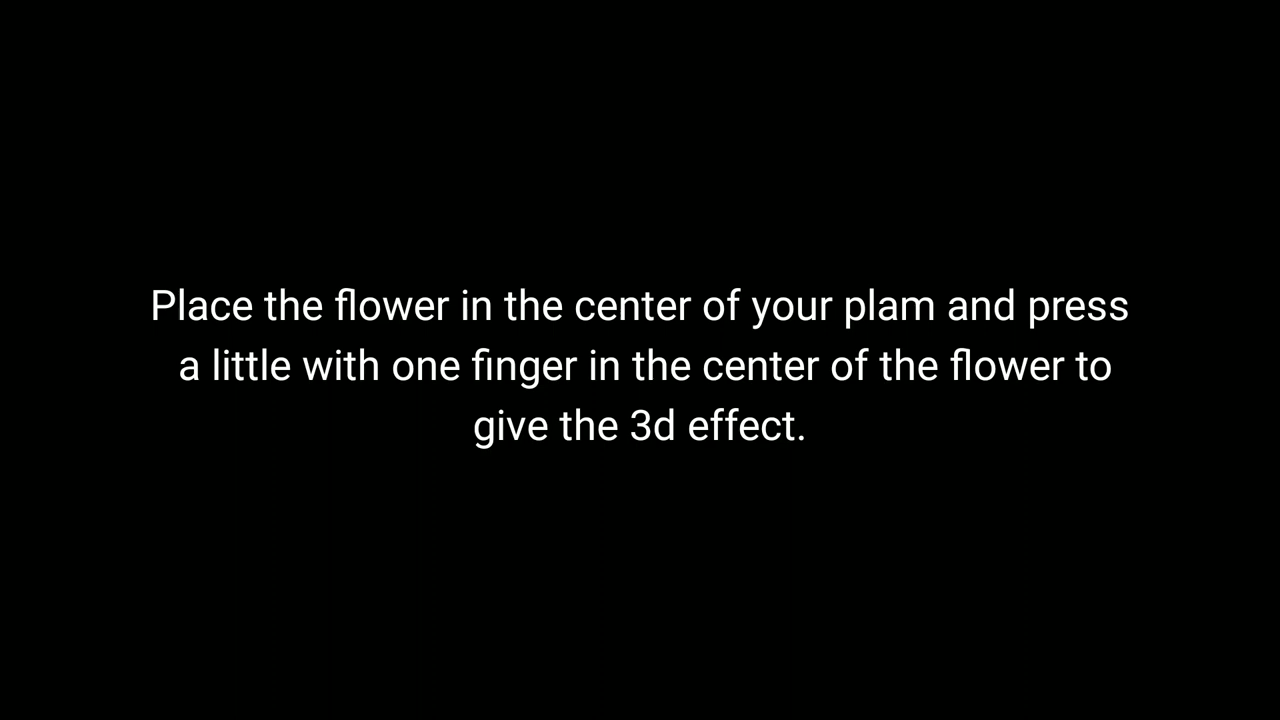 Place the flower in the center of your plam and press
a little with one finger in the center of the flower to
give the 3d effect.